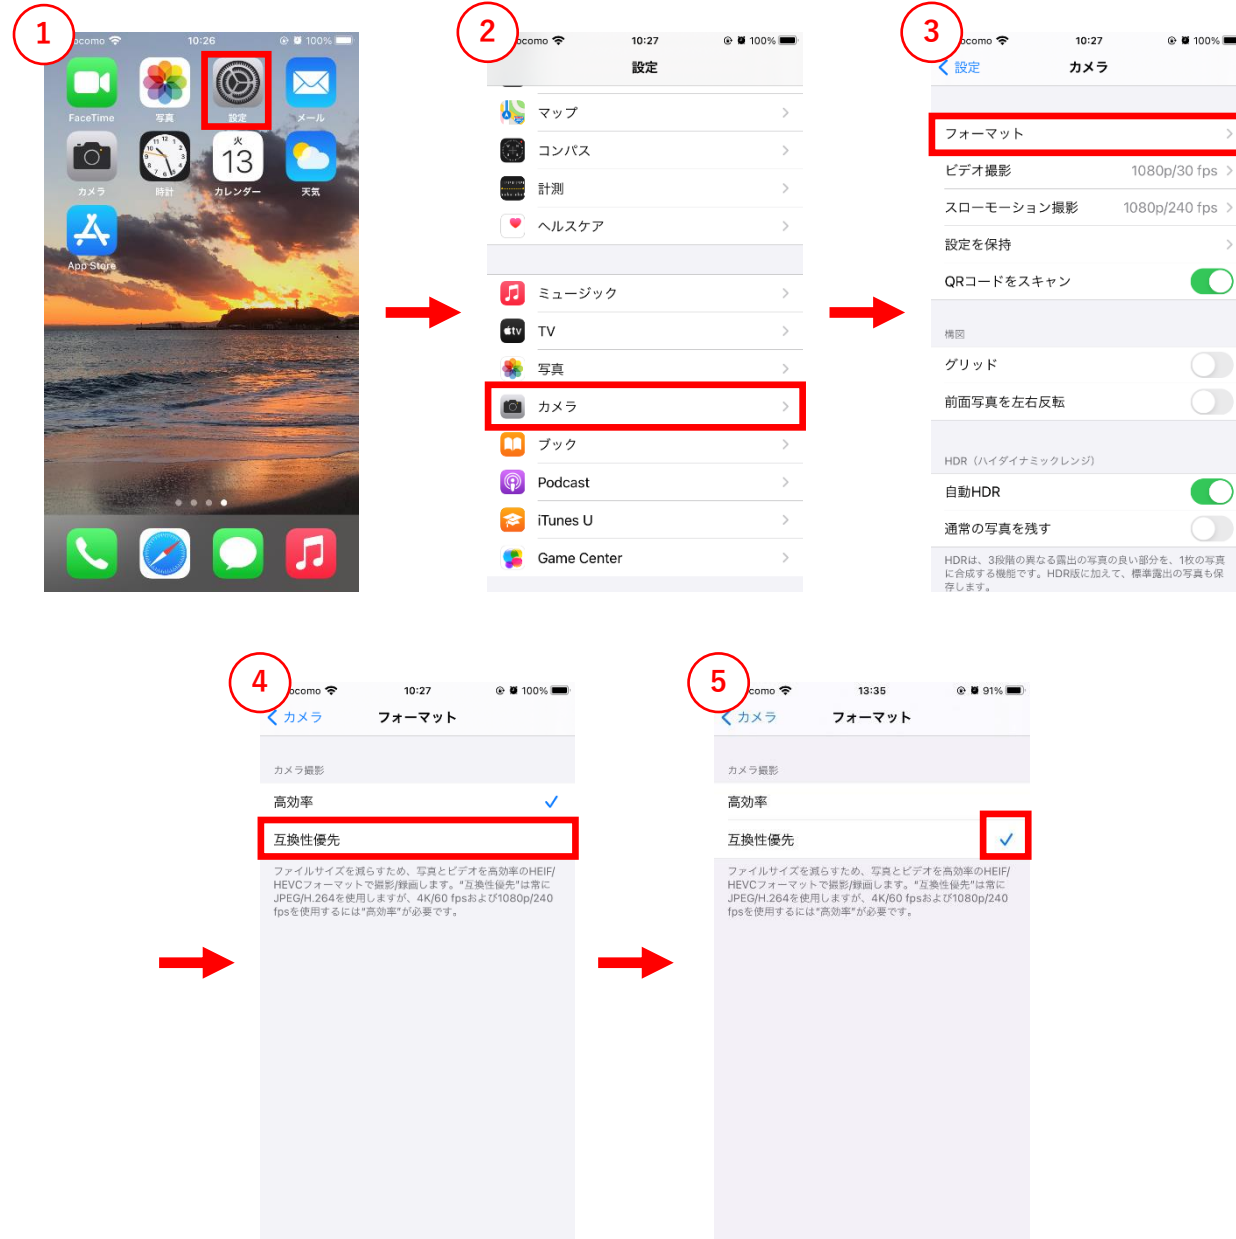 1
docomo 10:26 100%
FaceTime 写真 設定 メール
火
13
カメラ 時計 カレンダー 天気
App Store
2
docomo 10:27 100%
設定
マップ
コンパス
計測
ヘルスケア
ミュージック
tv TV
写真
カメラ
ブック
Podcast
iTunes U
Game Center
3
docomo 10:27 100%
設定 カメラ
フォーマット
ビデオ撮影 1080p/30 fps
スローモーション撮影 1080p/240 fps
設定を保持
QRコードをスキャン
構図
グリッド
前面写真を左右反転
HDR（ハイダイナミックレンジ）
自動HDR
通常の写真を残す
HDRは、3段階の異なる露出の写真の良い部分を、1枚の写真
に合成する機能です。HDR版に加えて、標準露出の写真も保
存します。
4
docomo 10:27 100%
カメラ フォーマット
カメラ撮影
高効率
互換性優先
ファイルサイズを減らすため、写真とビデオを高効率のHEIF/
HEVCフォーマットで撮影/録画します。"互換性優先"は常に
JPEG/H.264を使用しますが、4K/60 fpsおよび1080p/240
fpsを使用するには"高効率"が必要です。
5
docomo 13:35 91%
カメラ フォーマット
カメラ撮影
高効率
互換性優先
ファイルサイズを減らすため、写真とビデオを高効率のHEIF/
HEVCフォーマットで撮影/録画します。"互換性優先"は常に
JPEG/H.264を使用しますが、4K/60 fpsおよび1080p/240
fpsを使用するには"高効率"が必要です。